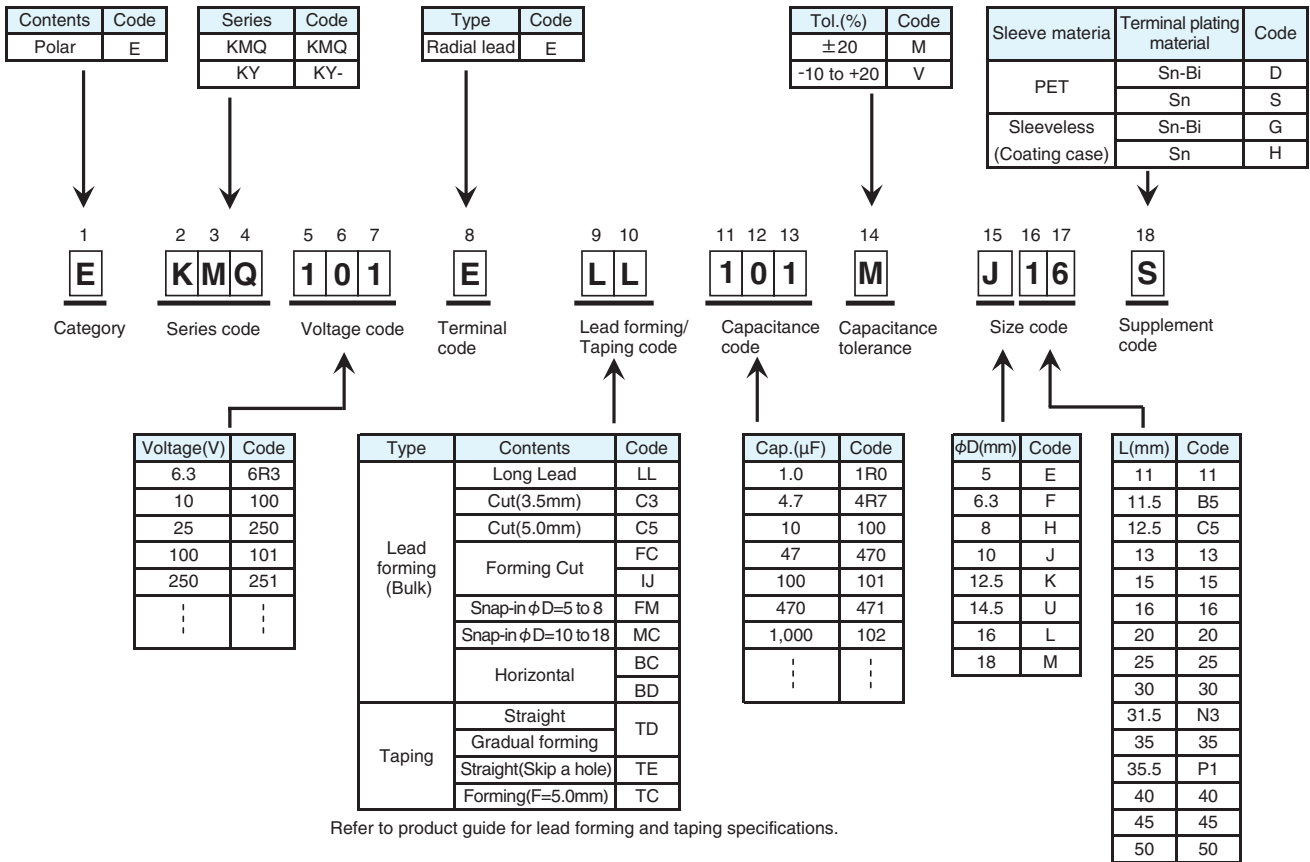 Contents Code
Polar E
Series Code
KMQ KMQ
KY KY-
Type Code
Radial lead E
Tol.(%) Code
±20 M
-10 to +20 V
Sleeve materia Terminal plating material Code
PET Sn-Bi D
Sn S
Sleeveless (Coating case) Sn-Bi G
Sn H
1 2 3 4 5 6 7 8 9 10 11 12 13 14 15 16 17 18
E K M Q 1 0 1 E L L 1 0 1 M J 1 6 S
Category
Series code
Voltage code
Terminal
code
Lead forming/
Taping code
Capacitance
code
Capacitance
tolerance
Size code
Supplement
code
Voltage(V) Code
6.3 6R3
10 100
25 250
100 101
250 251
Type Contents Code
Lead
forming
(Bulk)
Long Lead LL
Cut(3.5mm) C3
Cut(5.0mm) C5
Forming Cut FC
IJ
Snap-in ϕD=5 to 8 FM
Snap-in ϕD=10 to 18 MC
Horizontal BC
BD
Taping
Straight TD
Gradual forming
Straight(Skip a hole) TE
Forming(F=5.0mm) TC
Cap.(μF) Code
1.0 1R0
4.7 4R7
10 100
47 470
100 101
470 471
1,000 102
ϕD(mm) Code
5 E
6.3 F
8 H
10 J
12.5 K
14.5 U
16 L
18 M
L(mm) Code
11 11
11.5 B5
12.5 C5
13 13
15 15
16 16
20 20
25 25
30 30
31.5 N3
35 35
35.5 P1
40 40
45 45
50 50
Refer to product guide for lead forming and taping specifications.